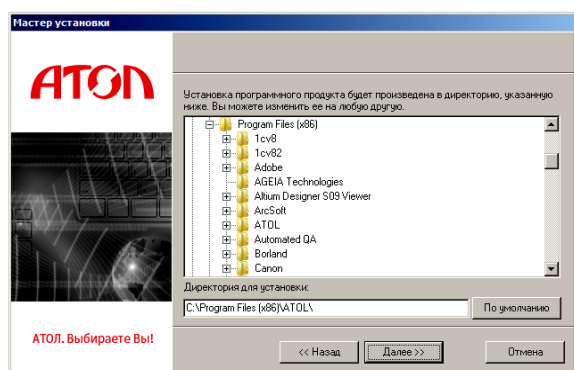 Мастер установки
АТОЛ
Установка программного продукта будет произведена в директорию, указанную
ниже. Вы можете изменить ее на любую другую.
Program Files (x86)
1cv8
1cv82
Adobe
AGEIA Technologies
Altium Designer S09 Viewer
ArcSoft
ATOL
Automated QA
Borland
Canon
Директория для установки:
C:\Program Files (x86)\ATOL\
По умолчанию
АТОЛ. Выбираете Вы!
<< Назад
Далее >>
Отмена